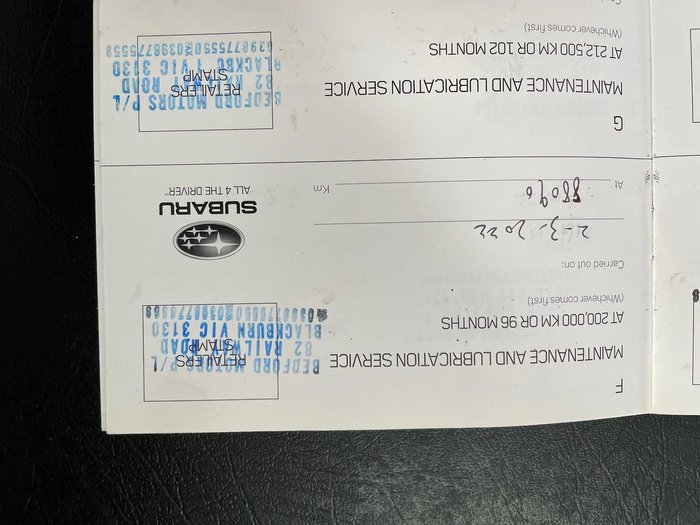 F
MAINTENANCE AND LUBRICATION SERVICE
AT 200,000 KM OR 96 MONTHS
(Whichever comes first)
RETAILERS
STAMP
BEDFORD MOTORS P/L
82 RAILWAY ROAD
BLACKBURN VIC 3130
Carried out on:
2-3-2022
At 88096 Km
SUBARU
ALL 4 THE DRIVER™
G
MAINTENANCE AND LUBRICATION SERVICE
AT 212,500 KM OR 102 MONTHS
(Whichever comes first)
RETAILERS
STAMP
BEDFORD MOTORS P/L
82 RAILWAY ROAD
VIC 3130